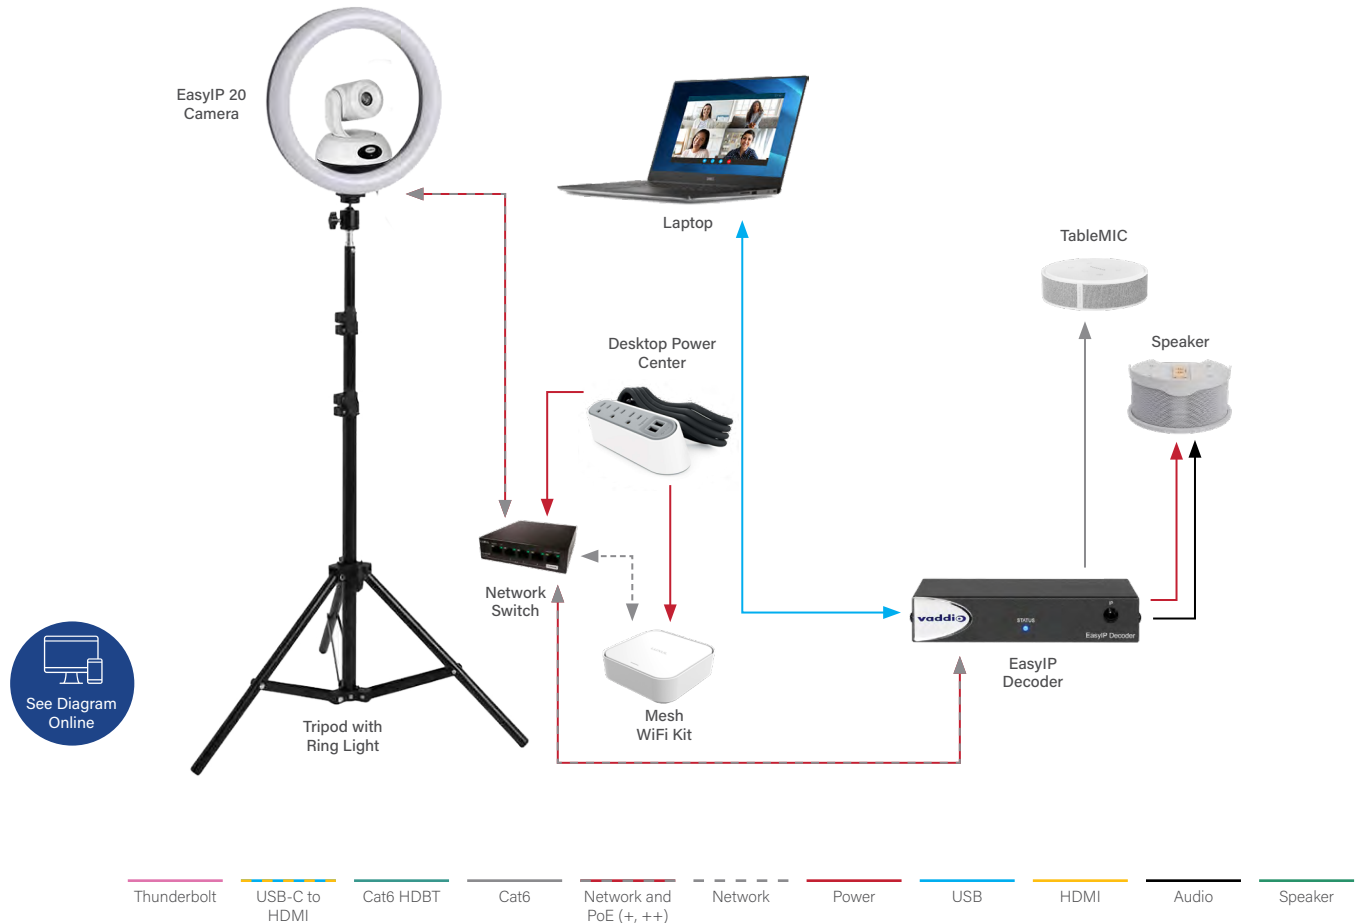 EasyIP 20
Camera
Laptop
TableMIC
Speaker
Desktop Power
Center
Network
Switch
vaddio
STATUS
EasyIP Decoder
EasyIP
Decoder
See Diagram
Online
Tripod with
Ring Light
Mesh
WiFi Kit
Thunderbolt
USB-C to
HDMI
Cat6 HDBT
Cat6
Network and
PoE (+, ++)
Network
Power
USB
HDMI
Audio
Speaker